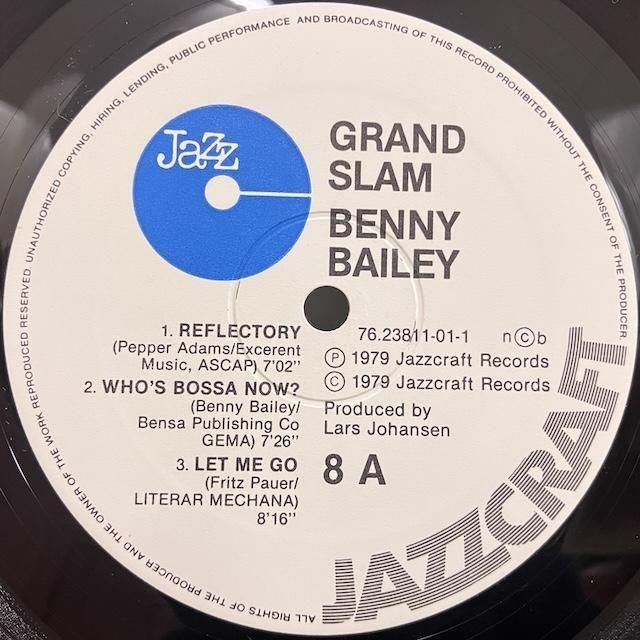 ALL RIGHTS OF THE PRODUCER AND THE OWNER OF THE WORK REPRODUCED RESERVED. UNAUTHORIZED COPYING, HIRING, LENDING, PUBLIC PERFORMANCE AND BROADCASTING OF THIS RECORD PROHIBITED WITHOUT THE CONSENT OF THE PRODUCER.
Jazz
GRAND
SLAM
BENNY
BAILEY
1. REFLECTORY
(Pepper Adams/Excerent
Music, ASCAP) 7'02"
2. WHO'S BOSSA NOW?
(Benny Bailey/
Bensa Publishing Co
GEMA) 7'26"
3. LET ME GO
(Fritz Pauer/
LITERAR MECHANA)
8'16"
76.23811-01-1 n©b
℗ 1979 Jazzcraft Records
© 1979 Jazzcraft Records
Produced by
Lars Johansen
8 A
JAZZCRAFT